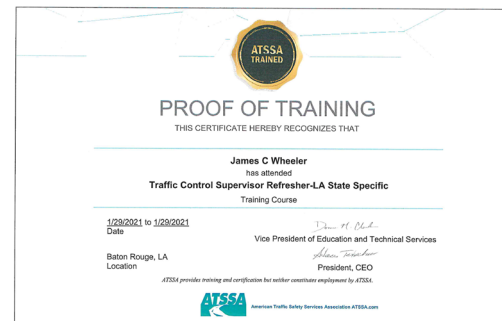 ATSSA
TRAINED
PROOF OF TRAINING
THIS CERTIFICATE HEREBY RECOGNIZES THAT
James C Wheeler
has attended
Traffic Control Supervisor Refresher-LA State Specific
Training Course
1/29/2021 to 1/29/2021
Date
Vice President of Education and Technical Services
Baton Rouge, LA
Location
President, CEO
ATSSA provides training and certification but neither constitutes employment by ATSSA.
ATSSA
American Traffic Safety Services Association ATSSA.com